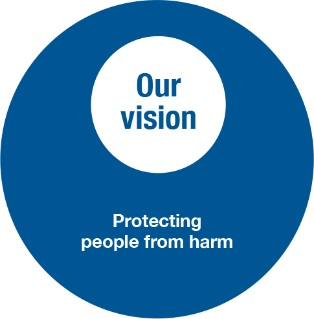 Our
vision
Protecting
people from harm